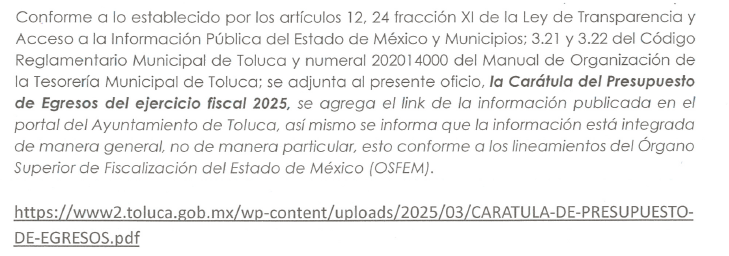 Conforme a lo establecido por los artículos 12, 24 fracción XI de la Ley de Transparencia y
Acceso a la Información Pública del Estado de México y Municipios; 3.21 y 3.22 del Código
Reglamentario Municipal de Toluca y numeral 202014000 del Manual de Organización de
la Tesorería Municipal de Toluca; se adjunta al presente oficio, la Carátula del Presupuesto
de Egresos del ejercicio fiscal 2025, se agrega el link de la información publicada en el
portal del Ayuntamiento de Toluca, así mismo se informa que la información está integrada
de manera general, no de manera particular, esto conforme a los lineamientos del Órgano
Superior de Fiscalización del Estado de México (OSFEM).
https://www2.toluca.gob.mx/wp-content/uploads/2025/03/CARATULA-DE-PRESUPUESTO-
DE-EGRESOS.pdf